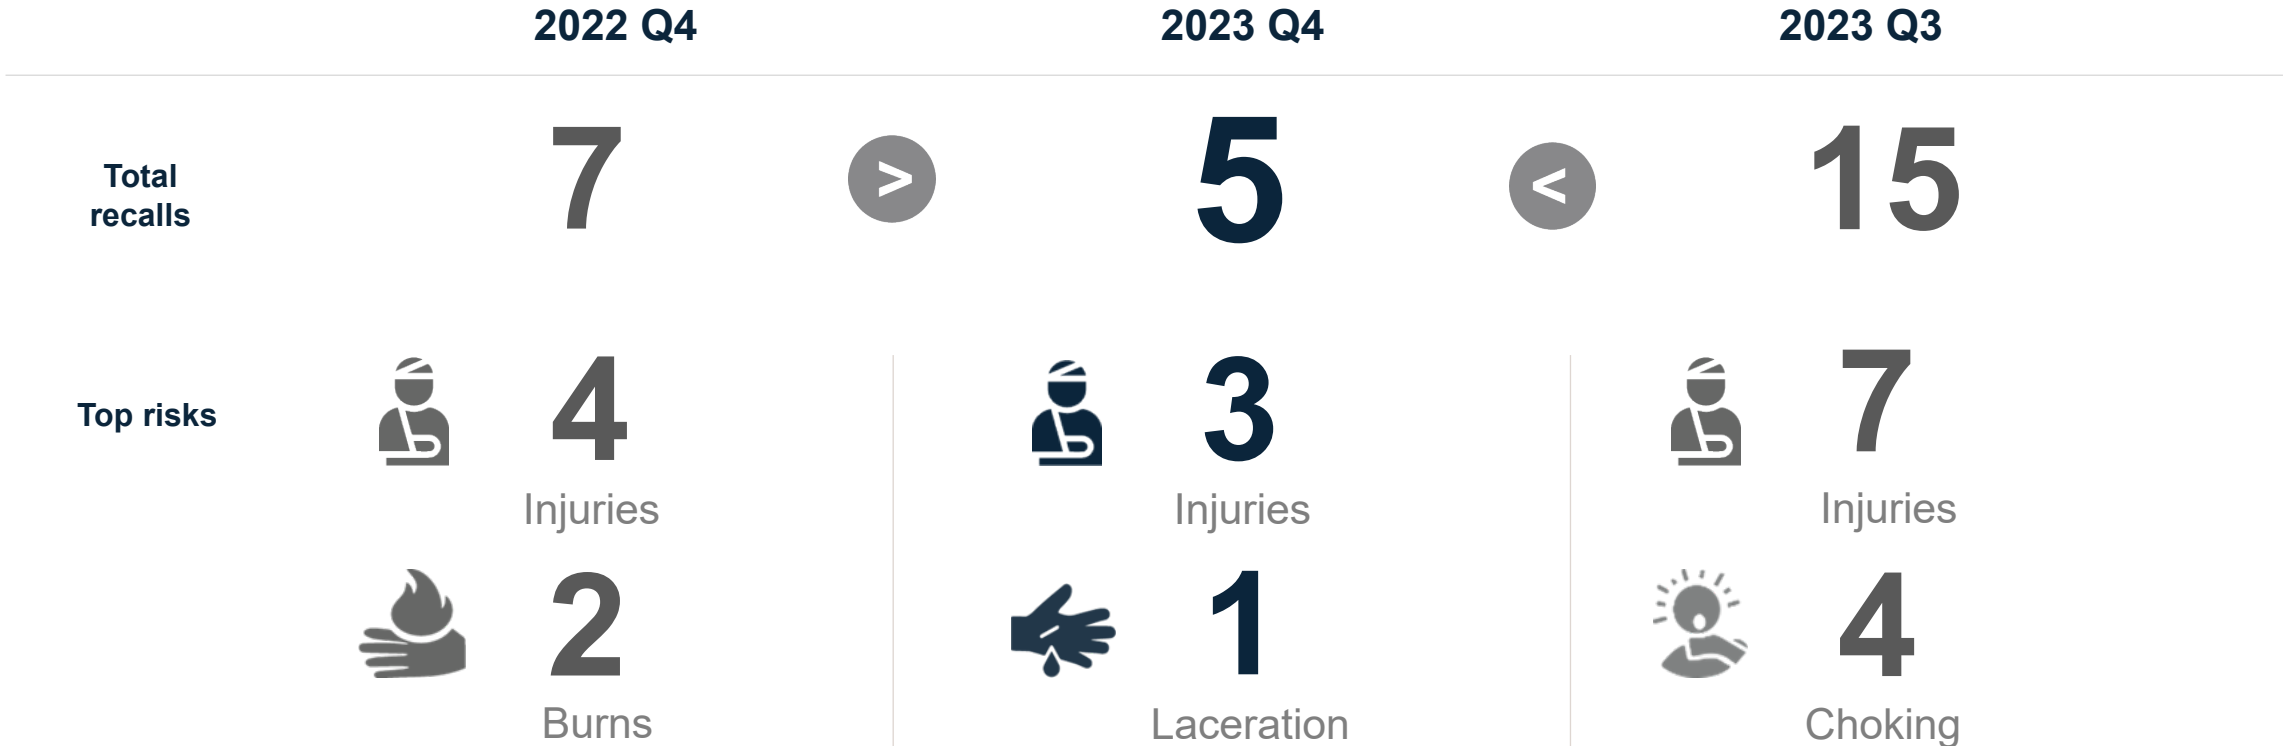 2022 Q4
2023 Q4
2023 Q3
Total
recalls
7
>
5
<
15
Top risks
4
3
7
Injuries
Injuries
Injuries
2
1
4
Burns
Laceration
Choking